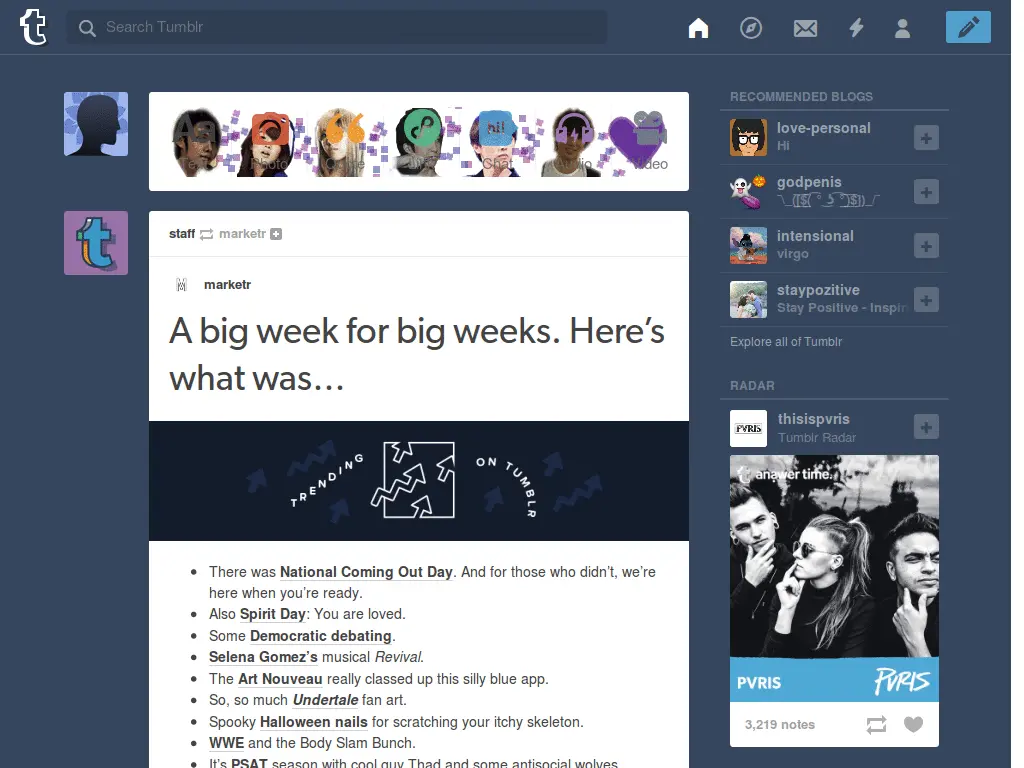 t
Search Tumblr
Aa
hi!
Chat
Video
RECOMMENDED BLOGS
love-personal
Hi
godpenis
intensional
virgo
staypozitive
Stay Positive - Inspir
Explore all of Tumblr
RADAR
thisispvris
Tumblr Radar
PVRIS
t answer time.
PVRIS
PVRIS
3,219 notes
t
staff marketr
marketr
A big week for big weeks. Here’s
what was…
TRENDING ON TUMBLR
• There was National Coming Out Day. And for those who didn’t, we’re
here when you’re ready.
• Also Spirit Day: You are loved.
• Some Democratic debating.
• Selena Gomez’s musical Revival.
• The Art Nouveau really classed up this silly blue app.
• So, so much Undertale fan art.
• Spooky Halloween nails for scratching your itchy skeleton.
• WWE and the Body Slam Bunch.
• It’s PSAT season with cool guy Thad and some antisocial wolves.